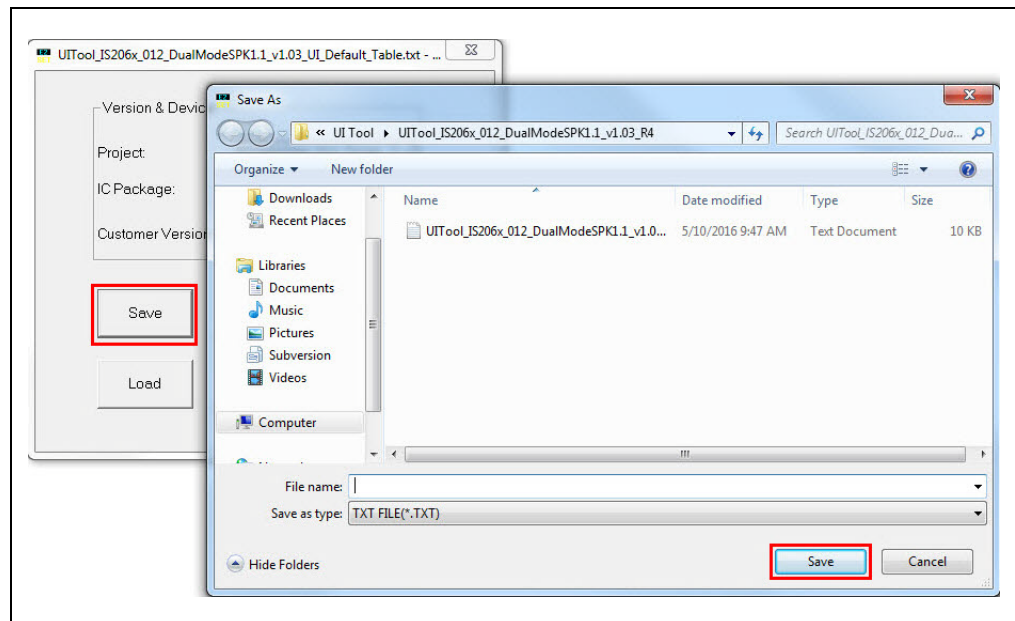 UITool_IS206x_012_DualModeSPK1.1_v1.03_UI_Default_Table.txt - ...
Version & Devic
Project:
IC Package:
Customer Version
Save
Load
Save As
« UI Tool ▸ UITool_IS206x_012_DualModeSPK1.1_v1.03_R4
Search UITool_IS206x_012_Dua...
Organize New folder
Downloads
Recent Places
Libraries
Documents
Music
Pictures
Subversion
Videos
Computer
Name Date modified Type Size
UITool_IS206x_012_DualModeSPK1.1_v1.0... 5/10/2016 9:47 AM Text Document 10 KB
File name:
Save as type: TXT FILE(*.TXT)
Hide Folders
Save Cancel